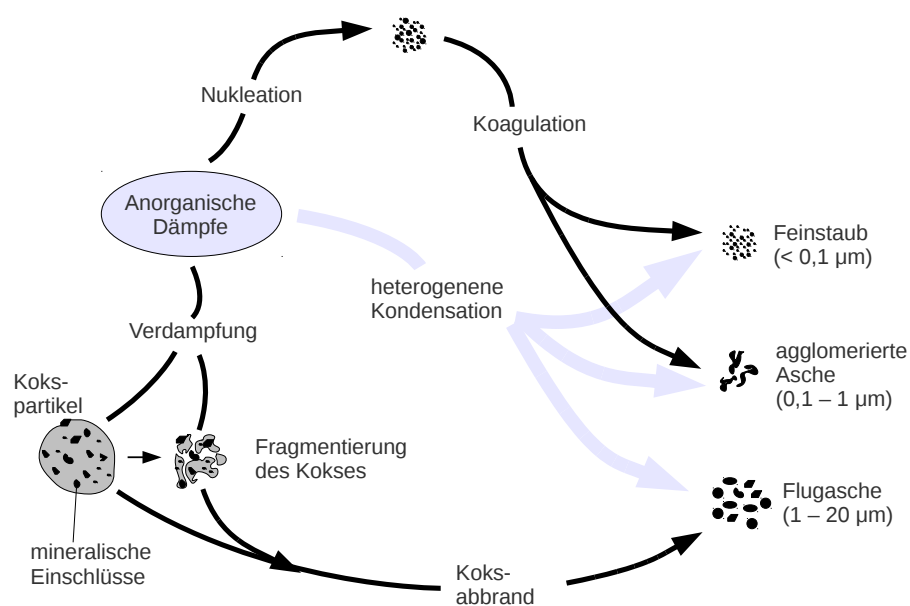 Nukleation
Koagulation
Anorganische
Dämpfe
Feinstaub
(< 0,1 μm)
heterogenene
Kondensation
Verdampfung
agglomerierte
Asche
(0,1 – 1 μm)
Koks-
partikel
Fragmentierung
des Kokses
Flugasche
(1 – 20 μm)
mineralische
Einschlüsse
Koks-
abbrand